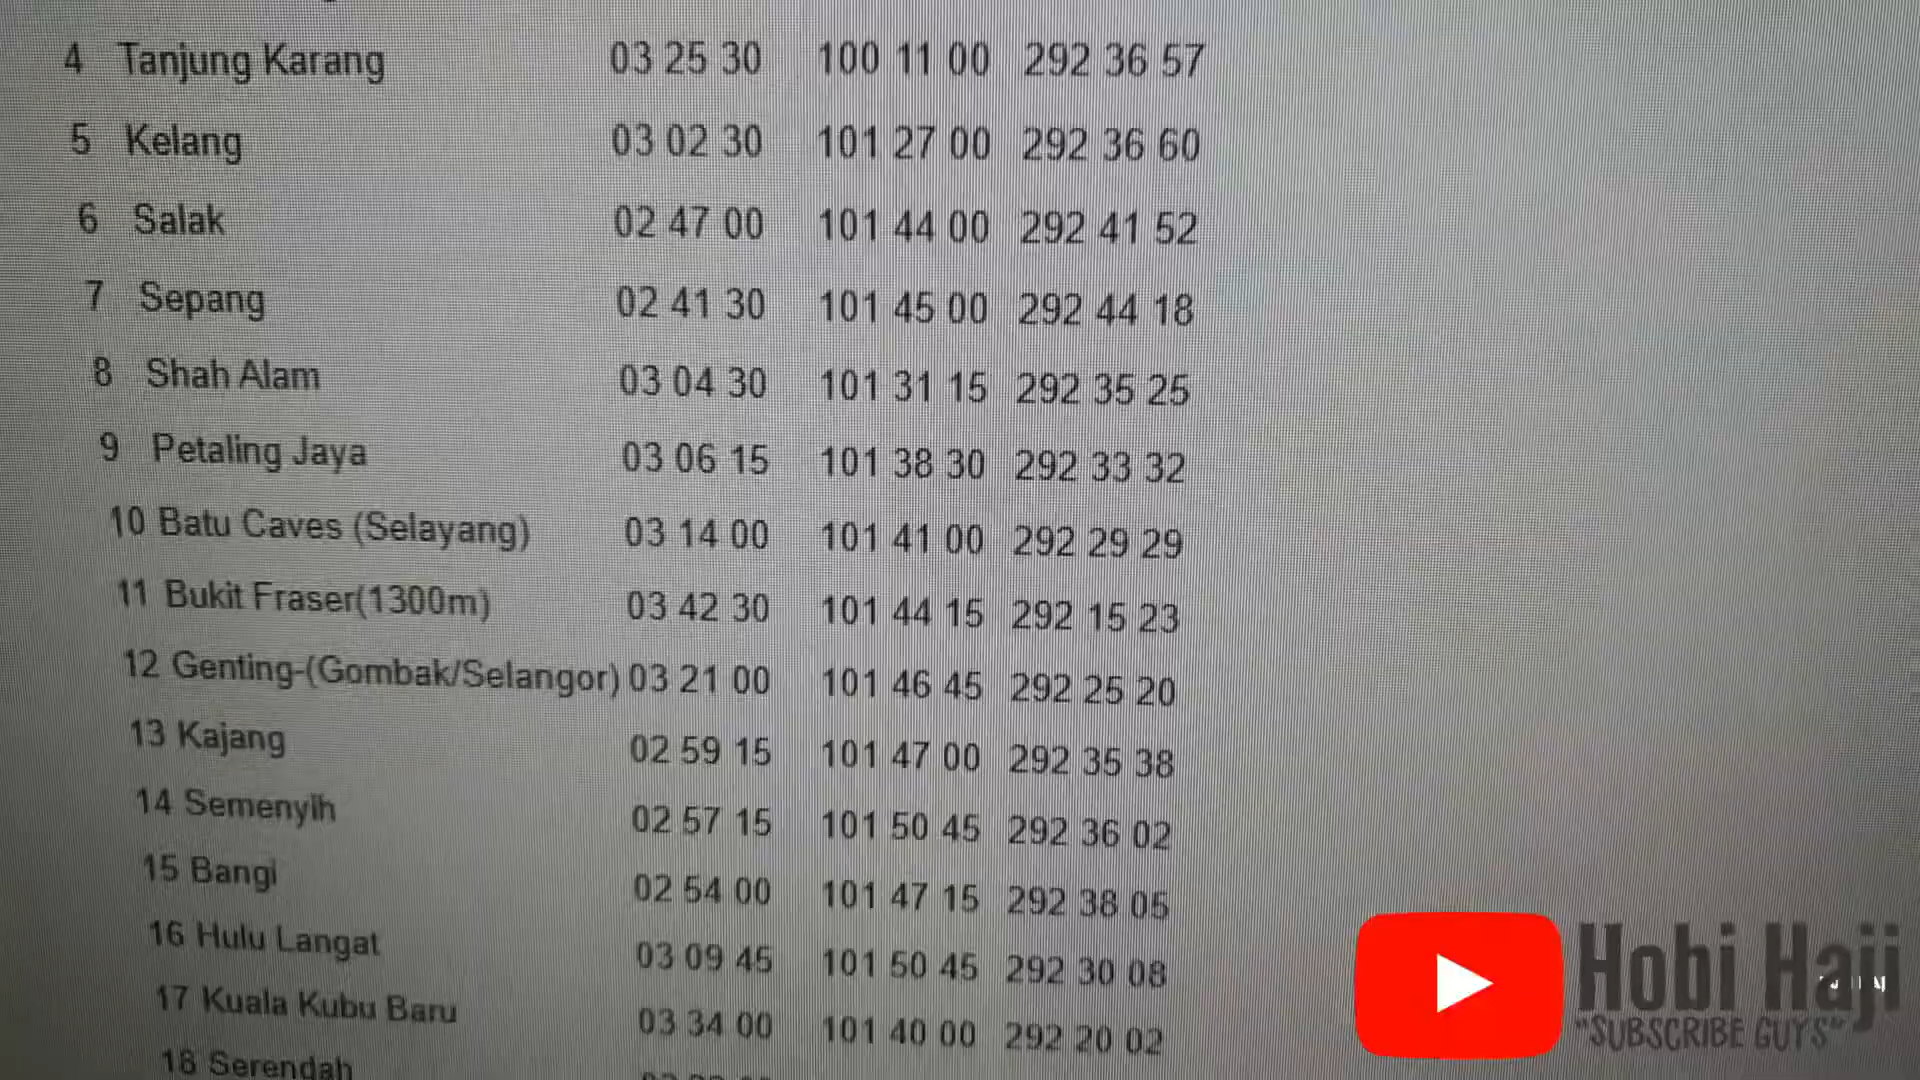 4 Tanjung Karang 03 25 30 100 11 00 292 36 57
5 Kelang 03 02 30 101 27 00 292 36 60
6 Salak 02 47 00 101 44 00 292 41 52
7 Sepang 02 41 30 101 45 00 292 44 18
8 Shah Alam 03 04 30 101 31 15 292 35 25
9 Petaling Jaya 03 06 15 101 38 30 292 33 32
10 Batu Caves (Selayang) 03 14 00 101 41 00 292 29 29
11 Bukit Fraser(1300m) 03 42 30 101 44 15 292 15 23
12 Genting-(Gombak/Selangor) 03 21 00 101 46 45 292 25 20
13 Kajang 02 59 15 101 47 00 292 35 38
14 Semenyih 02 57 15 101 50 45 292 36 02
15 Bangi 02 54 00 101 47 15 292 38 05
16 Hulu Langat 03 09 45 101 50 45 292 30 08
17 Kuala Kubu Baru 03 34 00 101 40 00 292 20 02
18 Serendah
Hobi Haji
"SUBSCRIBE GUYS"